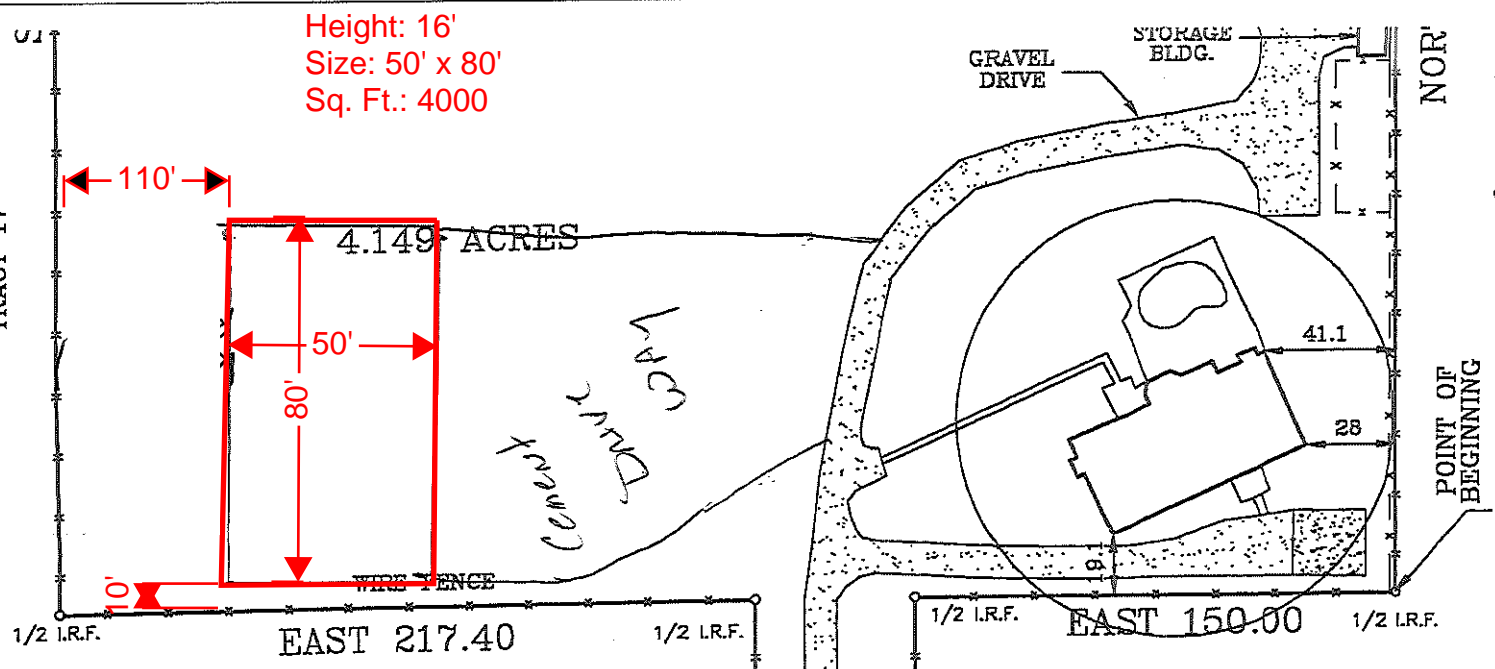 Height: 16'
Size: 50' x 80'
Sq. Ft.: 4000
GRAVEL
DRIVE
STORAGE
BLDG.
110'
4.149 ACRES
50'
80'
10'
Cement
Drive
WAY
WIRE FENCE
41.1
28
POINT OF
BEGINNING
1/2 I.R.F.
EAST 217.40
1/2 I.R.F.
1/2 I.R.F.
EAST 150.00
1/2 I.R.F.